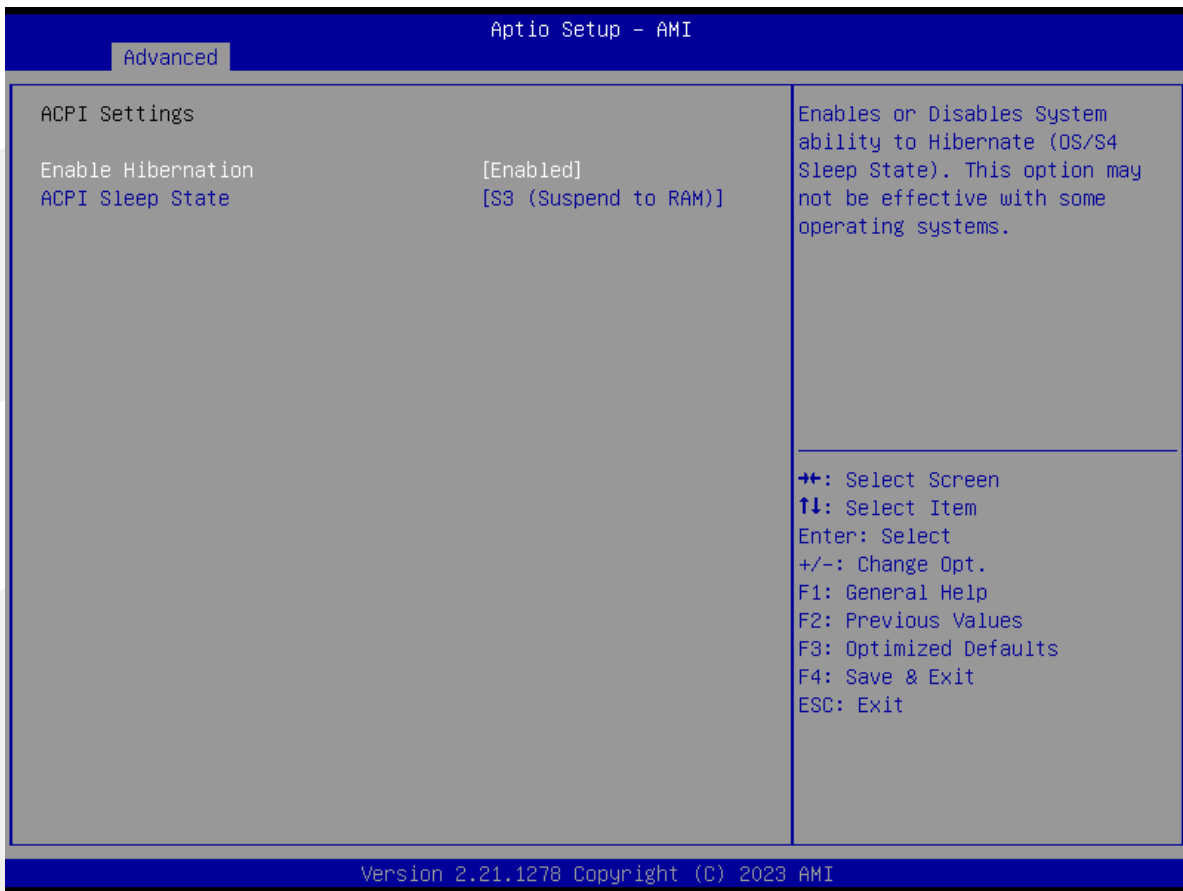 Aptio Setup - AMI
Advanced
ACPI Settings
Enable Hibernation [Enabled]
ACPI Sleep State [S3 (Suspend to RAM)]
Enables or Disables System
ability to Hibernate (OS/S4
Sleep State). This option may
not be effective with some
operating systems.
→←: Select Screen
↑↓: Select Item
Enter: Select
+/-: Change Opt.
F1: General Help
F2: Previous Values
F3: Optimized Defaults
F4: Save & Exit
ESC: Exit
Version 2.21.1278 Copyright (C) 2023 AMI